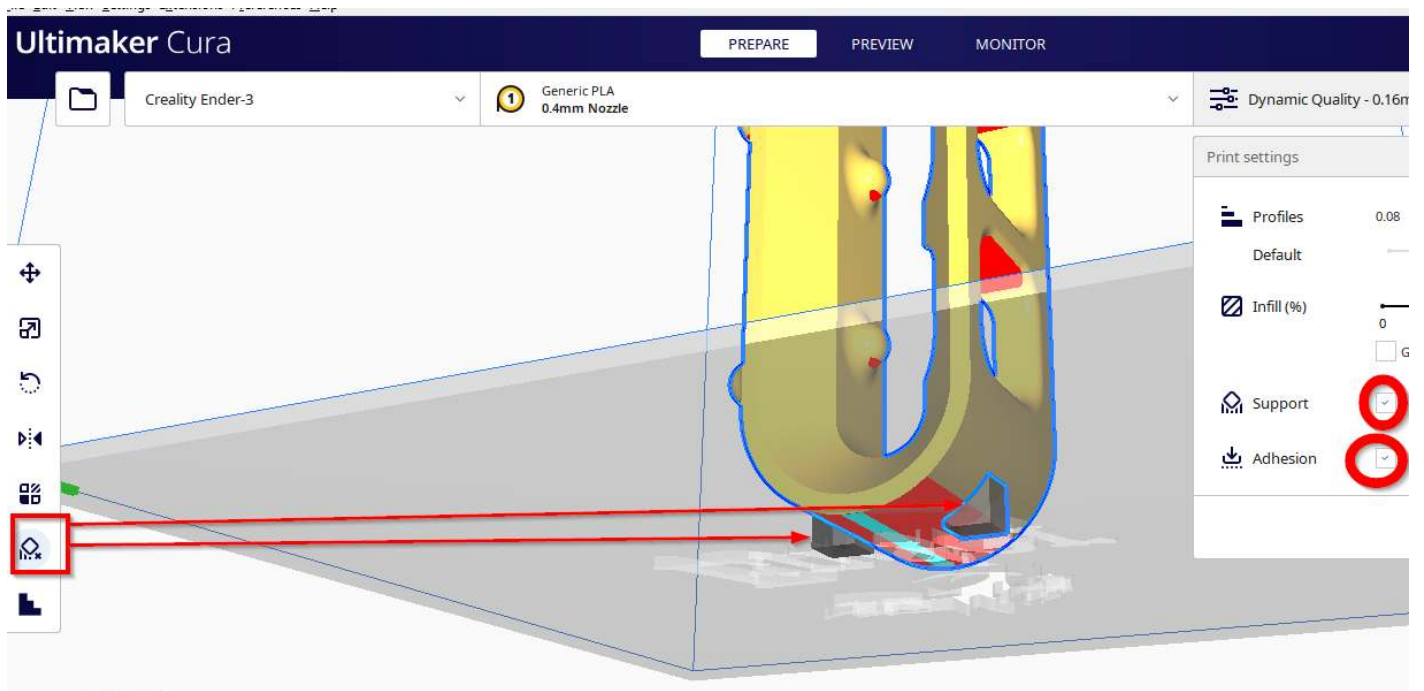 Ultimaker Cura
PREPARE PREVIEW MONITOR
Creality Ender-3
1
Generic PLA
0.4mm Nozzle
Dynamic Quality - 0.16m
Print settings
Profiles 0.08
Default
Infill (%)
0
G
Support
Adhesion